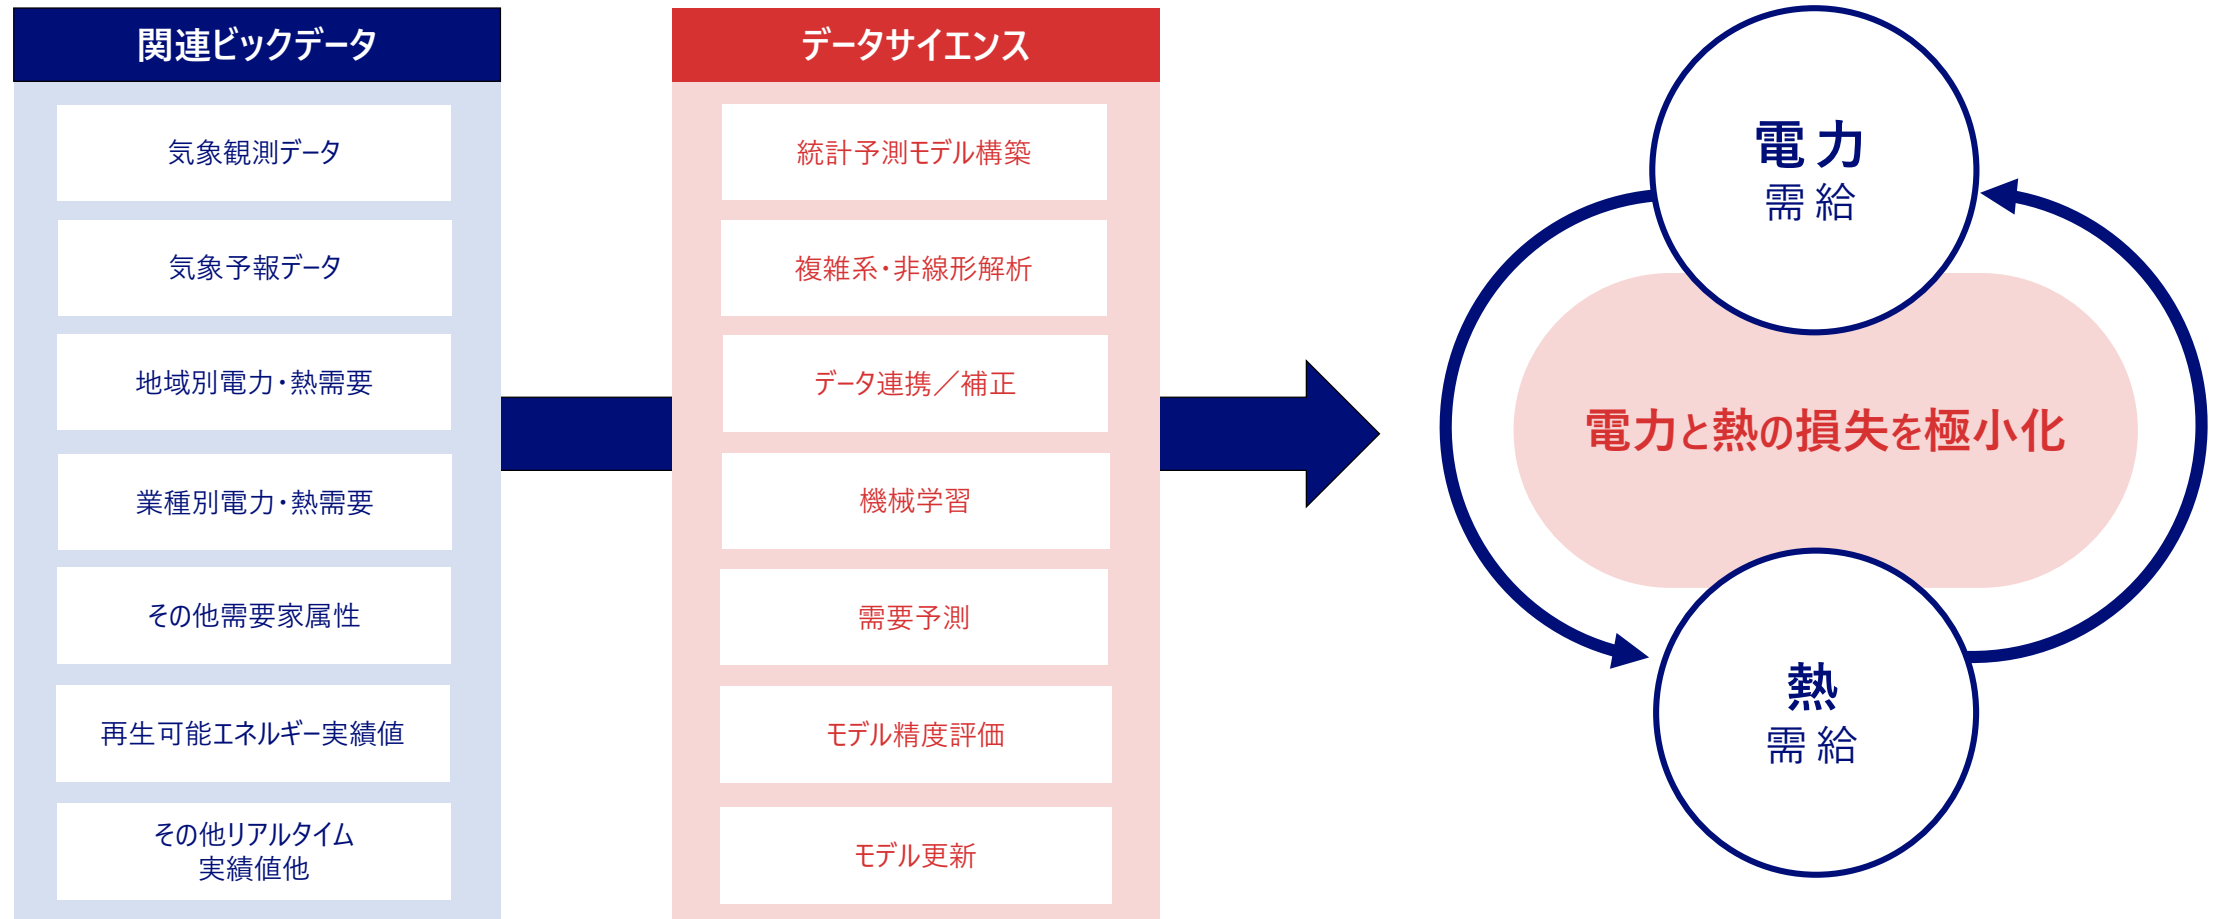 関連ビックデータ
気象観測データ
気象予報データ
地域別電力・熱需要
業種別電力・熱需要
その他需要家属性
再生可能エネルギー実績値
その他リアルタイム
実績値他
データサイエンス
統計予測モデル構築
複雑系・非線形解析
データ連携／補正
機械学習
需要予測
モデル精度評価
モデル更新
電力
需給
電力と熱の損失を極小化
熱
需給